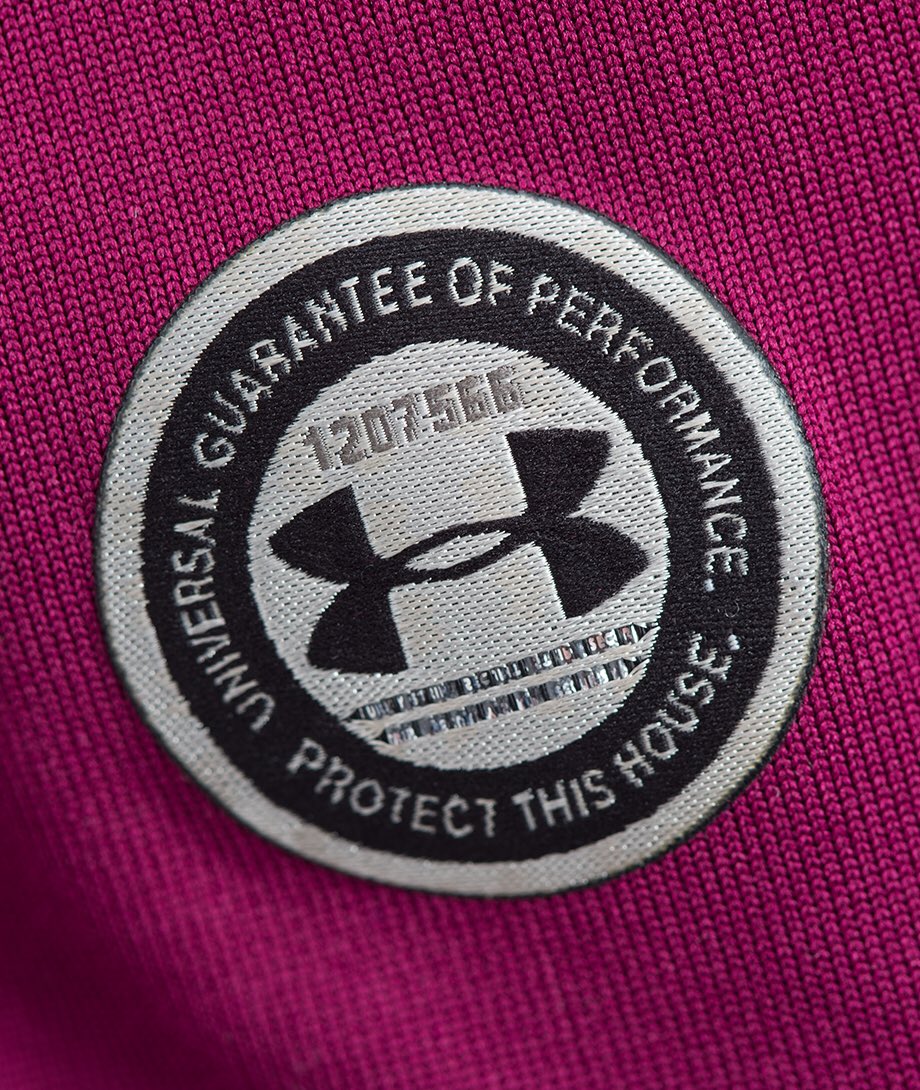 UNIVERSAL GUARANTEE OF PERFORMANCE.
1207566
PROTECT THIS HOUSE.